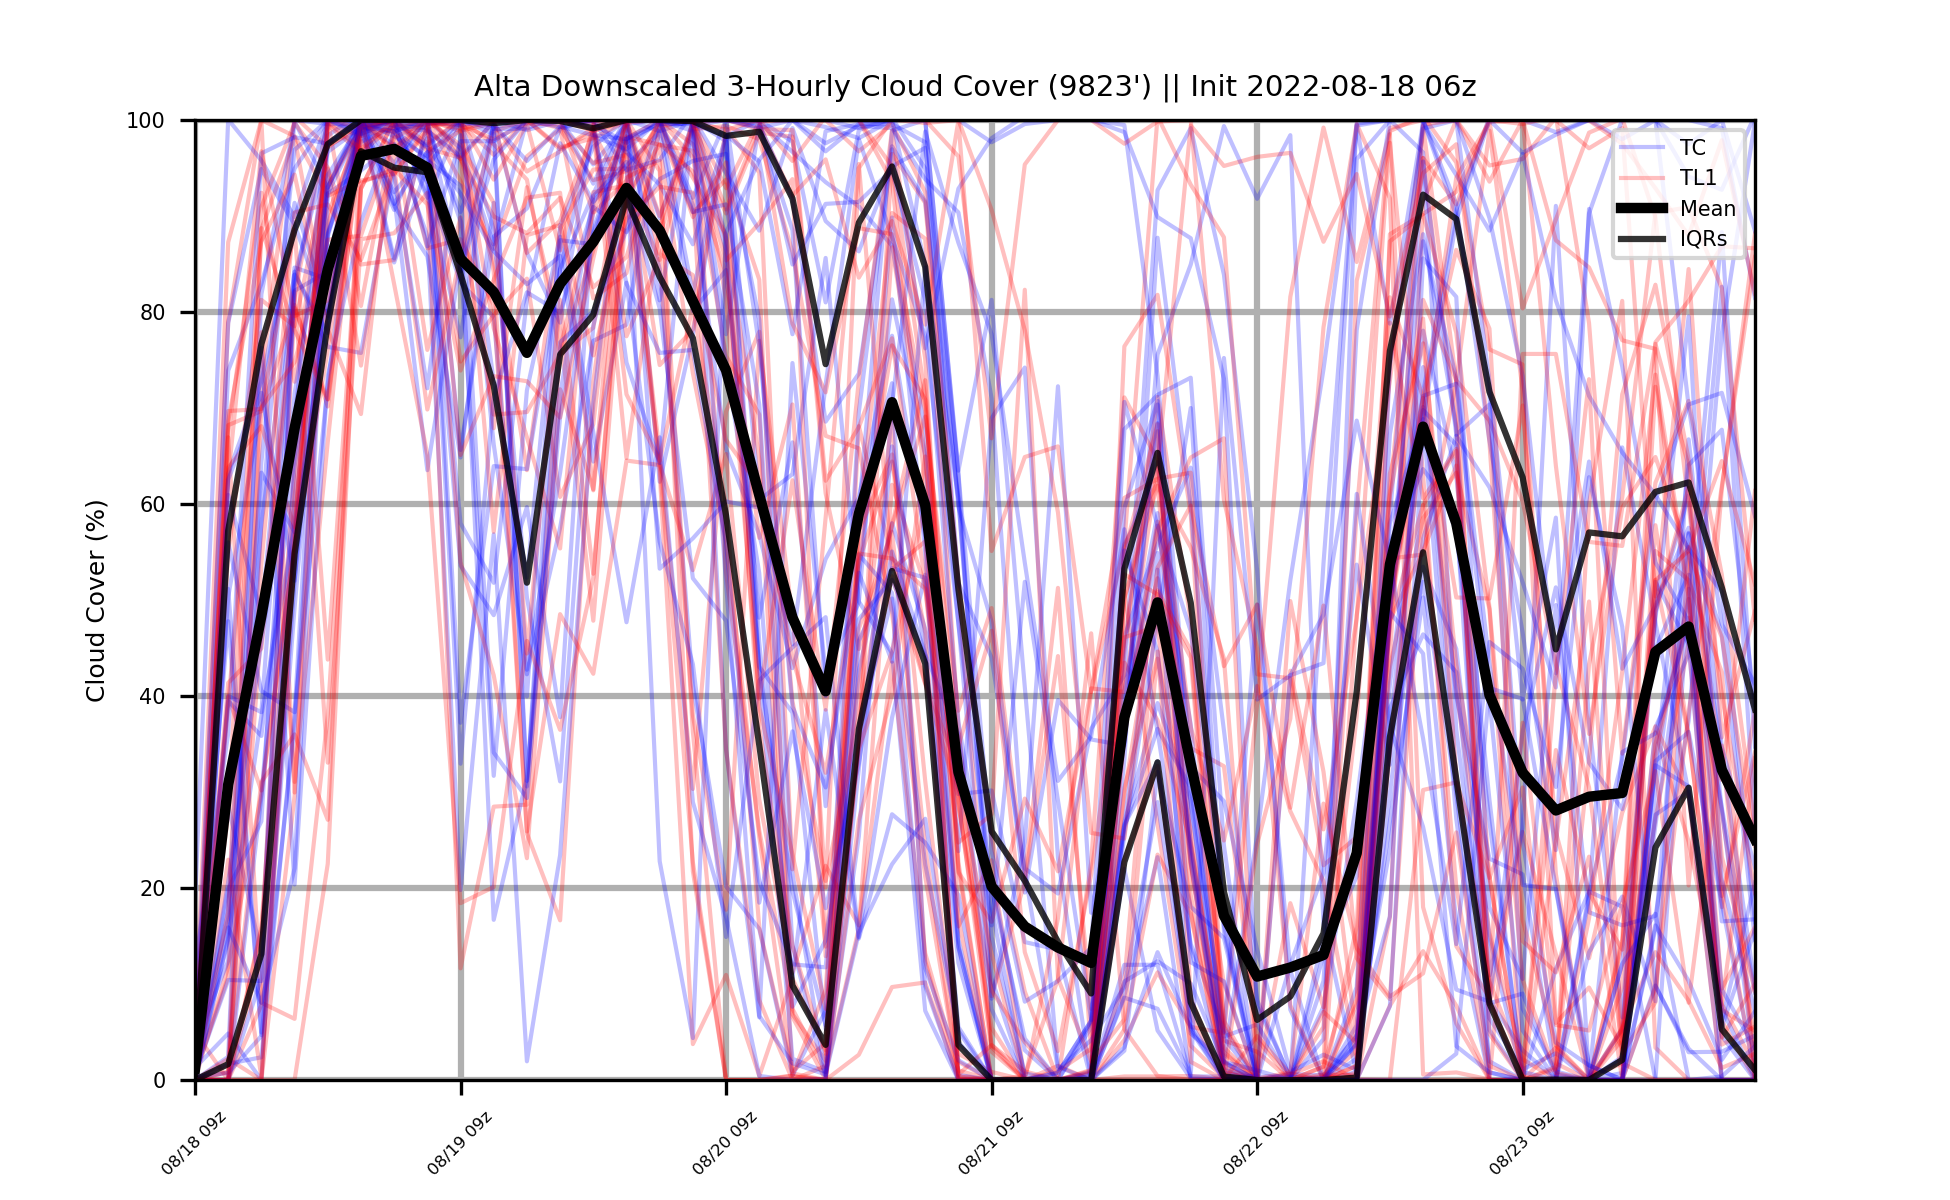 Alta Downscaled 3-Hourly Cloud Cover (9823') || Init 2022-08-18 06z
TC
TL1
Mean
IQRs
Cloud Cover (%)
100
80
60
40
20
0
08/18 09z
08/19 09z
08/20 09z
08/21 09z
08/22 09z
08/23 09z